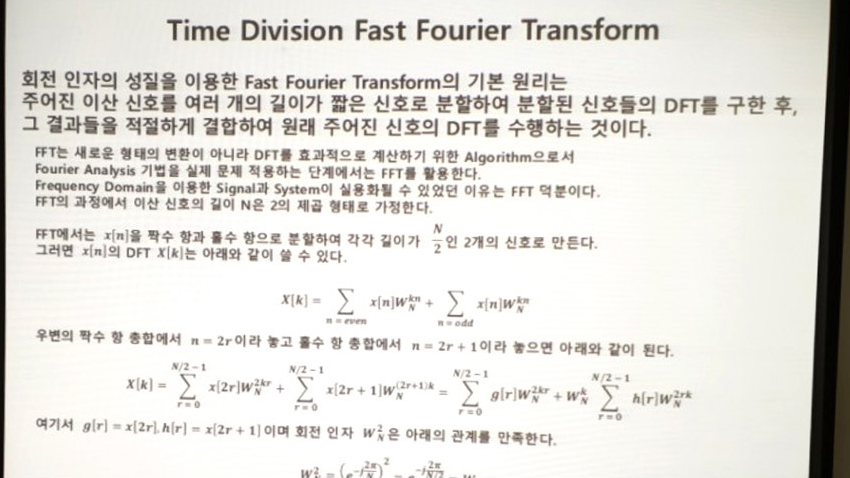 Time Division Fast Fourier Transform
회전 인자의 성질을 이용한 Fast Fourier Transform의 기본 원리는
주어진 이산 신호를 여러 개의 길이가 짧은 신호로 분할하여 분할된 신호들의 DFT를 구한 후,
그 결과들을 적절하게 결합하여 원래 주어진 신호의 DFT를 수행하는 것이다.
FFT는 새로운 형태의 변환이 아니라 DFT를 효과적으로 계산하기 위한 Algorithm으로서
Fourier Analysis 기법을 실제 문제 적용하는 단계에서는 FFT를 활용한다.
Frequency Domain을 이용한 Signal과 System이 실용화될 수 있었던 이유는 FFT 덕분이다.
FFT의 과정에서 이산 신호의 길이 N은 2의 제곱 형태로 가정한다.
FFT에서는 x[n]을 짝수 항과 홀수 항으로 분할하여 각각 길이가 N/2인 2개의 신호로 만든다.
그러면 x[n]의 DFT X[k]는 아래와 같이 쓸 수 있다.
X[k] = ∑_{n=even} x[n]W_N^{kn} + ∑_{n=odd} x[n]W_N^{kn}
우변의 짝수 항 총합에서 n = 2r이라 놓고 홀수 항 총합에서 n = 2r + 1이라 놓으면 아래와 같이 된다.
X[k] = ∑_{r=0}^{N/2-1} x[2r]W_N^{2kr} + ∑_{r=0}^{N/2-1} x[2r + 1]W_N^{(2r+1)k} = ∑_{r=0}^{N/2-1} g[r]W_N^{2kr} + W_N^k ∑_{r=0}^{N/2-1} h[r]W_N^{2rk}
여기서 g[r] = x[2r], h[r] = x[2r + 1]이며 회전 인자 W_N^2은 아래의 관계를 만족한다.
W_N^2 = (e^{-j2π/N})^2 = e^{-j2π/(N/2)} = W